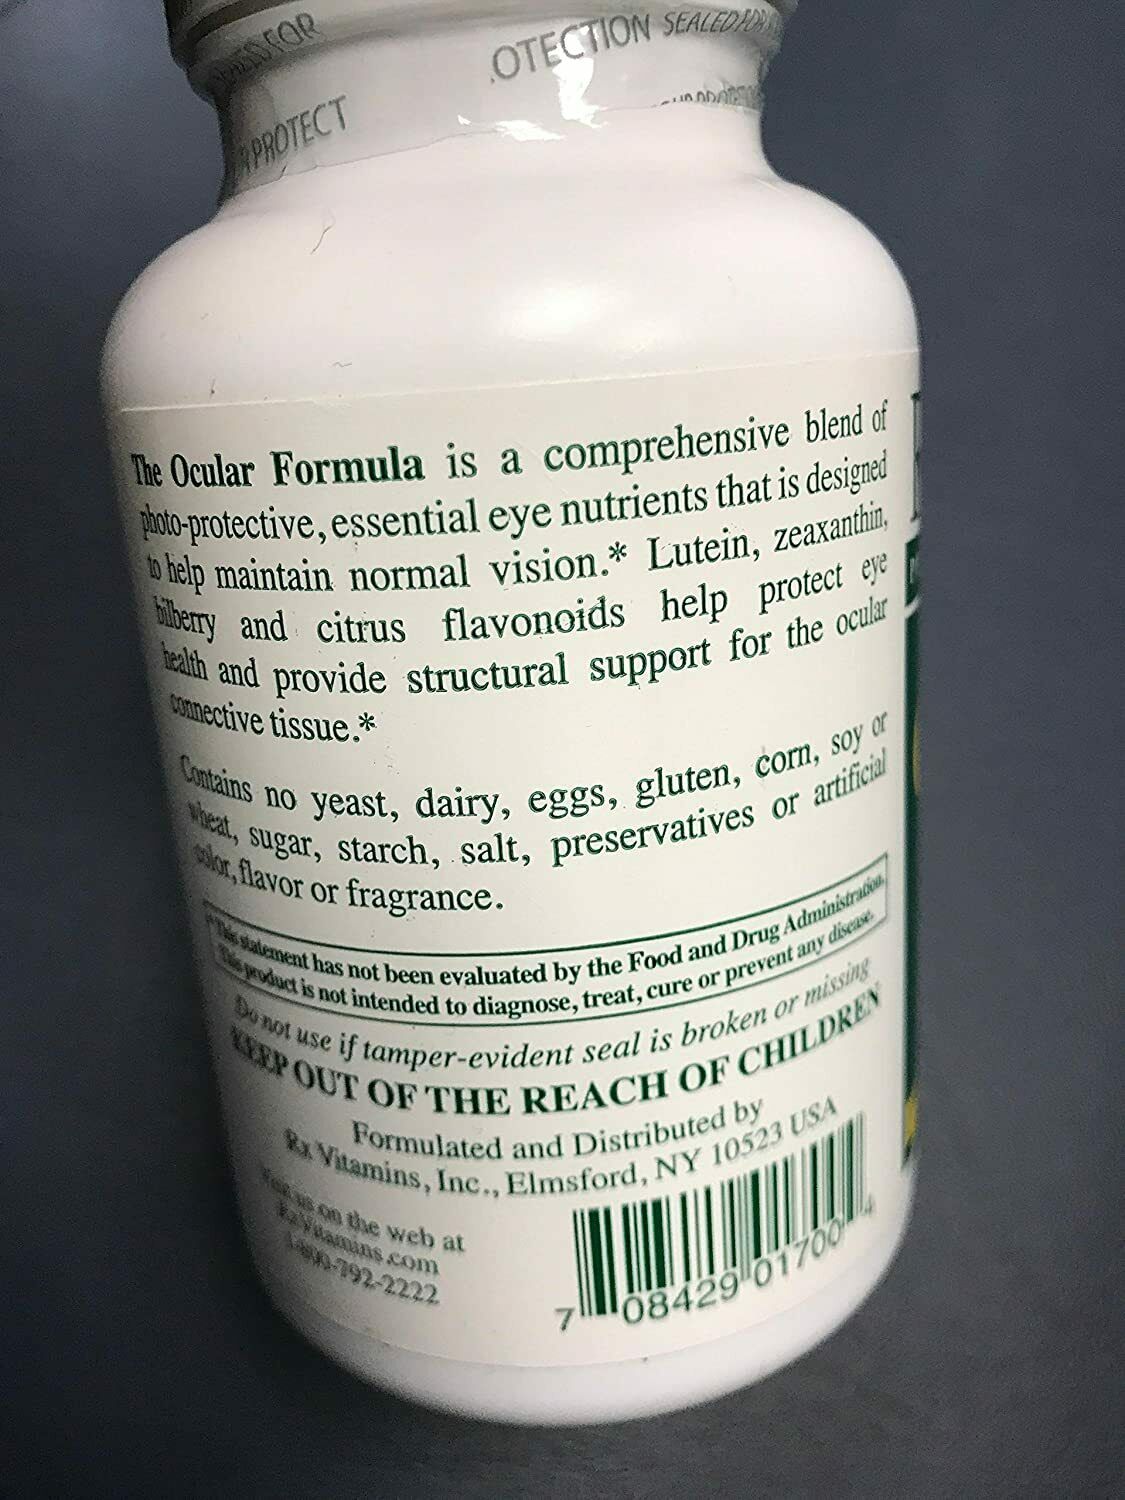 SEALED FOR
OTECTION SEALED FOR
PROTECT
The Ocular Formula is a comprehensive blend of
photo-protective, essential eye nutrients that is designed
to help maintain normal vision.* Lutein, zeaxanthin,
bilberry and citrus flavonoids help protect eye
health and provide structural support for the ocular
connective tissue.*
Contains no yeast, dairy, eggs, gluten, corn, soy or
wheat, sugar, starch, salt, preservatives or artificial
color, flavor or fragrance.
*This statement has not been evaluated by the Food and Drug Administration.
This product is not intended to diagnose, treat, cure or prevent any disease.
Do not use if tamper-evident seal is broken or missing
KEEP OUT OF THE REACH OF CHILDREN
Formulated and Distributed by
Rx Vitamins, Inc., Elmsford, NY 10523 USA
Visit us on the web at
RxVitamins.com
1-800-792-2222
7 08429 01700 4